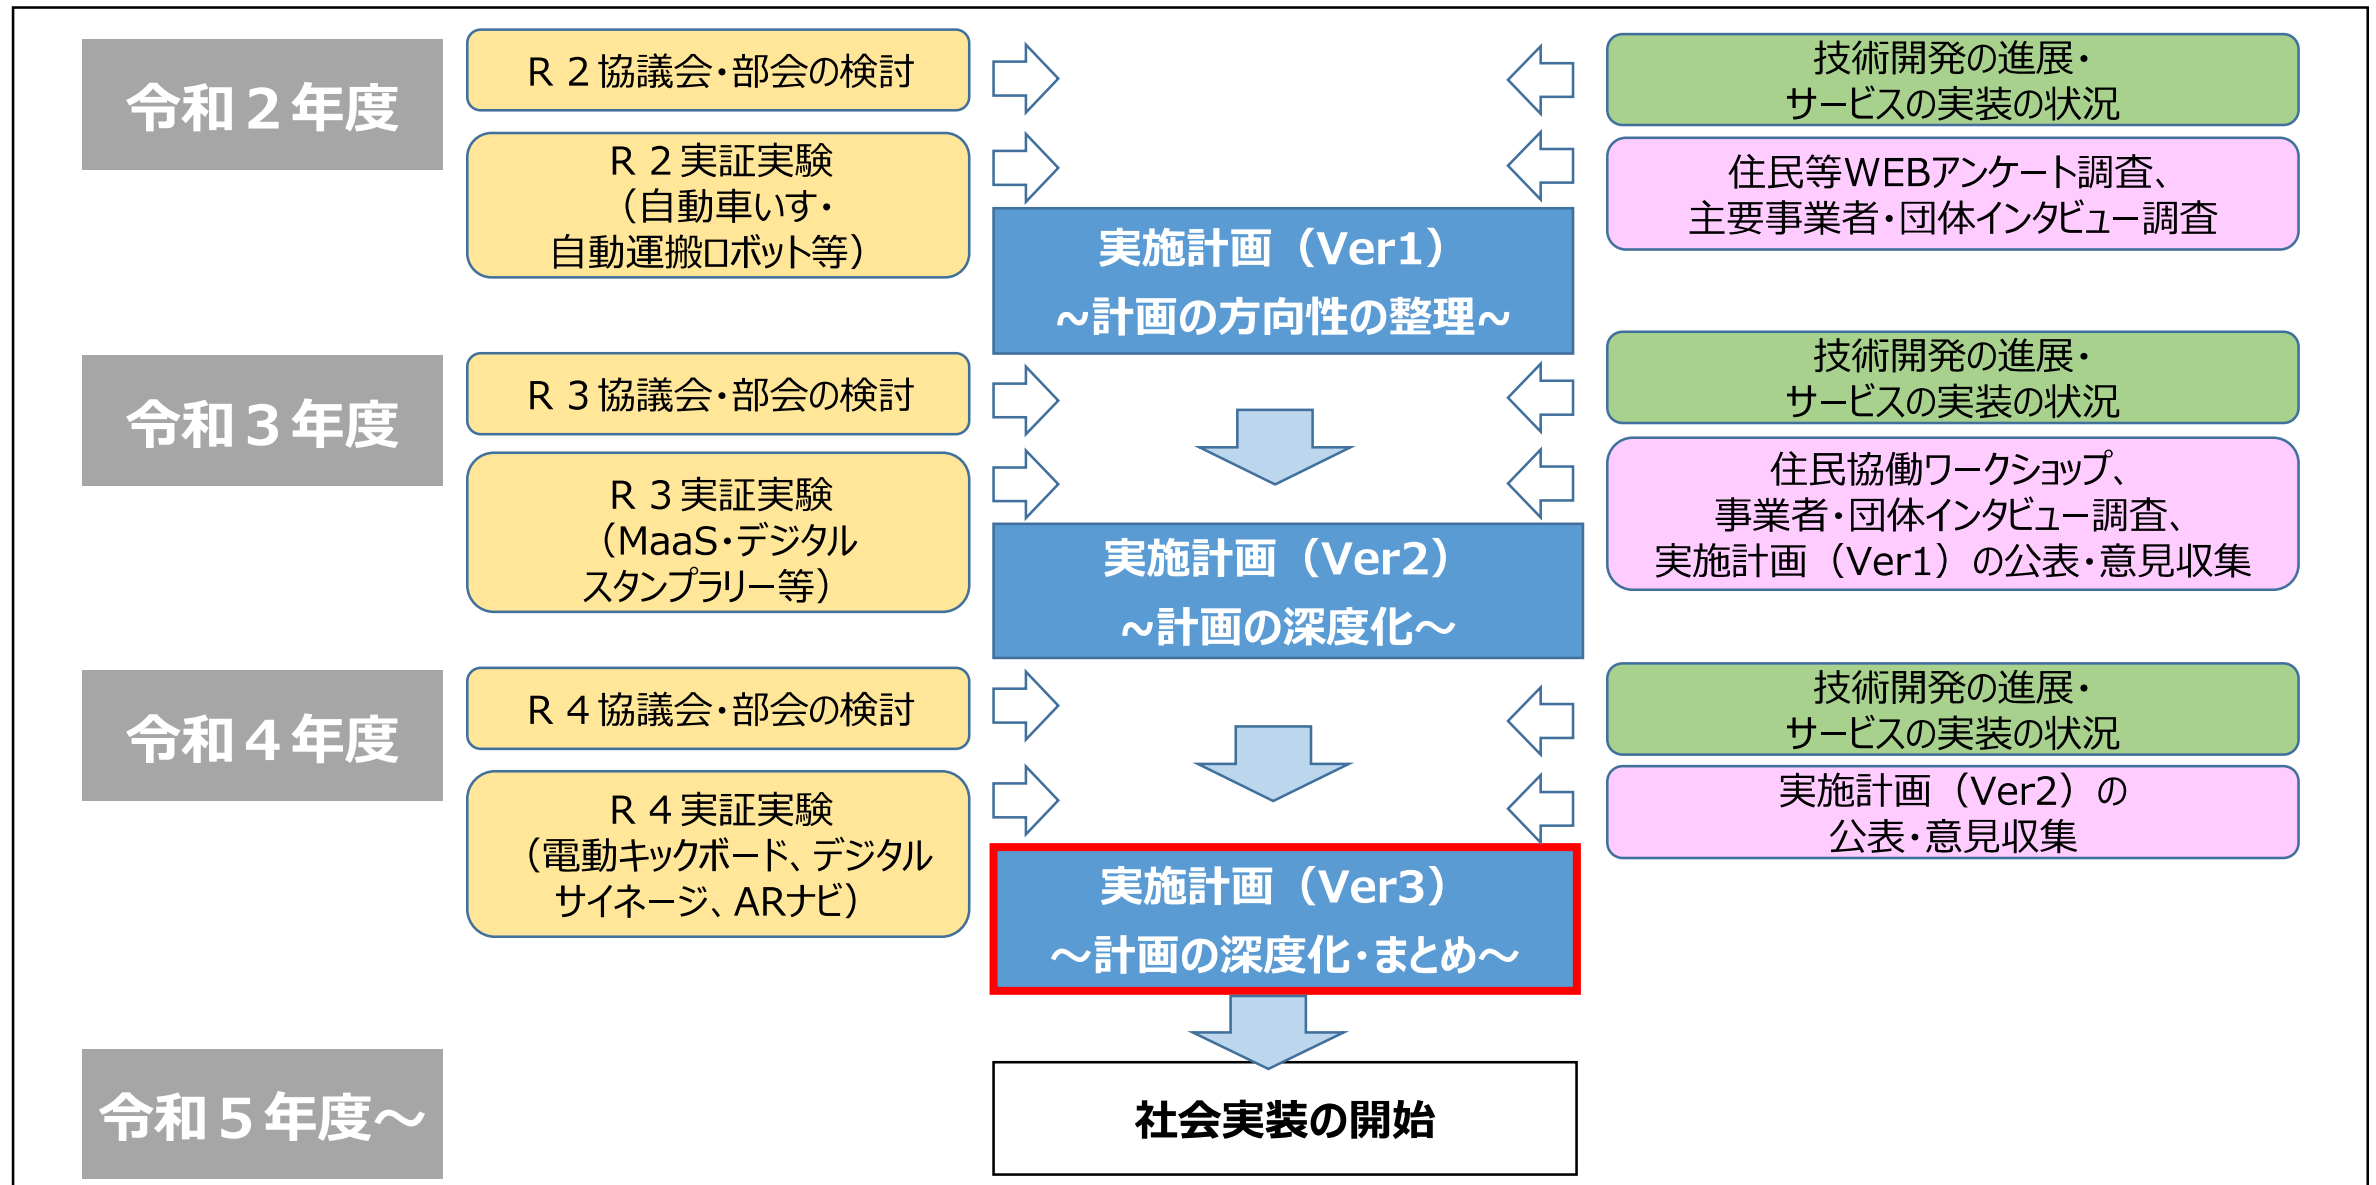 令和２年度
Ｒ２協議会・部会の検討
Ｒ２実証実験
（自動車いす・
自動運搬ロボット等）
技術開発の進展・
サービスの実装の状況
住民等WEBアンケート調査、
主要事業者・団体インタビュー調査
実施計画（Ver1）
~計画の方向性の整理~
令和３年度
Ｒ３協議会・部会の検討
Ｒ３実証実験
（MaaS・デジタル
スタンプラリー等）
技術開発の進展・
サービスの実装の状況
住民協働ワークショップ、
事業者・団体インタビュー調査、
実施計画（Ver1）の公表・意見収集
実施計画（Ver2）
~計画の深度化～
令和４年度
Ｒ４協議会・部会の検討
Ｒ４実証実験
（電動キックボード、デジタル
サイネージ、ARナビ）
技術開発の進展・
サービスの実装の状況
実施計画（Ver2）の
公表・意見収集
実施計画（Ver3）
～計画の深度化・まとめ～
令和５年度～
社会実装の開始